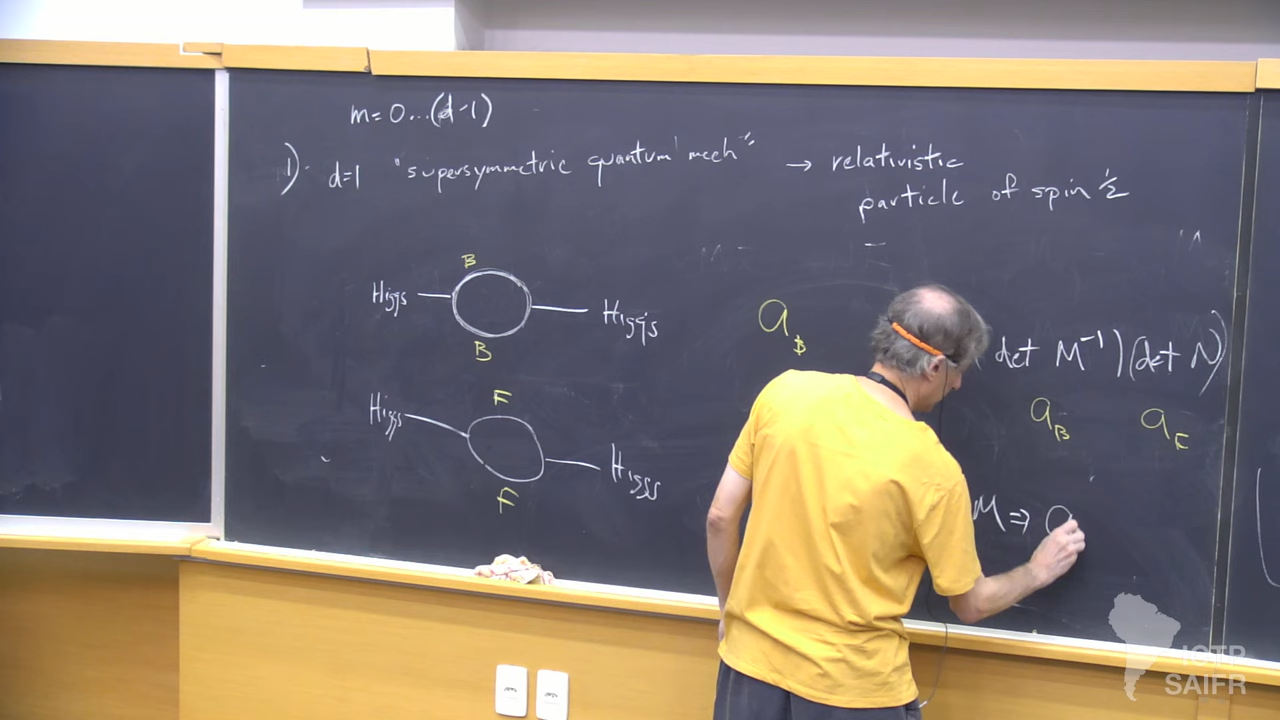 m=0...(d-1)
1). d=1 "supersymmetric quantum mech" → relativistic
particle of spin 1/2
B
Higgs Higgs
B
a_B
det M⁻¹)(det N)
F
Higgs Higgs
F
a_B a_F
M ⇒
ICTP
SAIFR